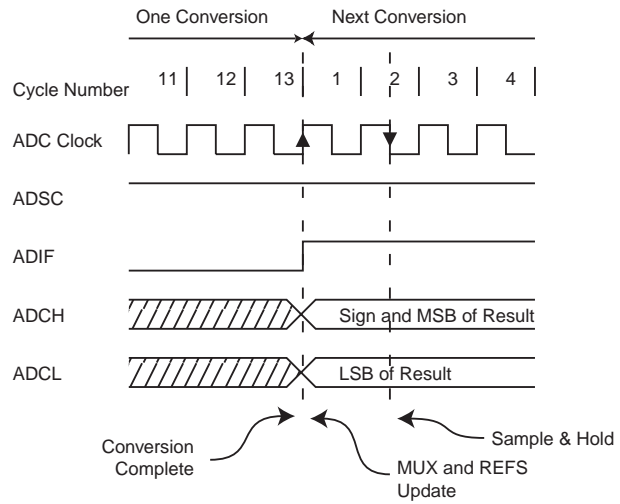 One Conversion Next Conversion
Cycle Number 11 12 13 1 2 3 4
ADC Clock
ADSC
ADIF
ADCH Sign and MSB of Result
ADCL LSB of Result
Conversion
Complete
MUX and REFS
Update
Sample & Hold